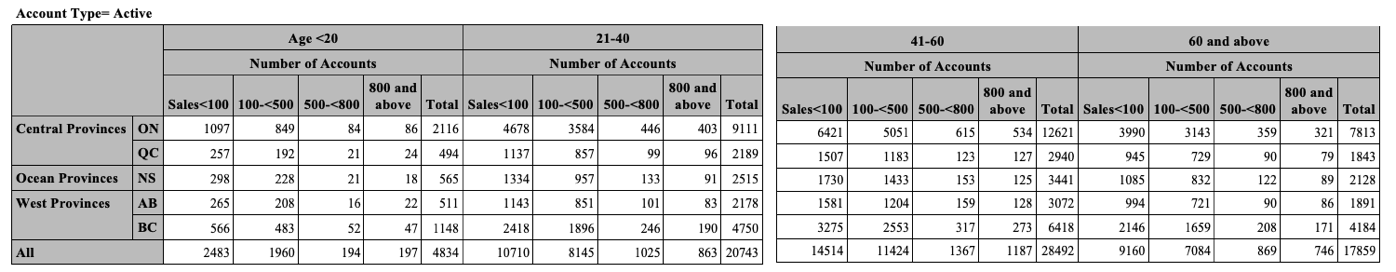 Account Type= Active
Age <20 21-40 41-60 60 and above
Number of Accounts Number of Accounts Number of Accounts Number of Accounts
Sales<100 100-<500 500-<800 800 and above Total Sales<100 100-<500 500-<800 800 and above Total Sales<100 100-<500 500-<800 800 and above Total Sales<100 100-<500 500-<800 800 and above Total
Central Provinces ON 1097 849 84 86 2116 4678 3584 446 403 9111 6421 5051 615 534 12621 3990 3143 359 321 7813
QC 257 192 21 24 494 1137 857 99 96 2189 1507 1183 123 127 2940 945 729 90 79 1843
Ocean Provinces NS 298 228 21 18 565 1334 957 133 91 2515 1730 1433 153 125 3441 1085 832 122 89 2128
West Provinces AB 265 208 16 22 511 1143 851 101 83 2178 1581 1204 159 128 3072 994 721 90 86 1891
BC 566 483 52 47 1148 2418 1896 246 190 4750 3275 2553 317 273 6418 2146 1659 208 171 4184
All 2483 1960 194 197 4834 10710 8145 1025 863 20743 14514 11424 1367 1187 28492 9160 7084 869 746 17859